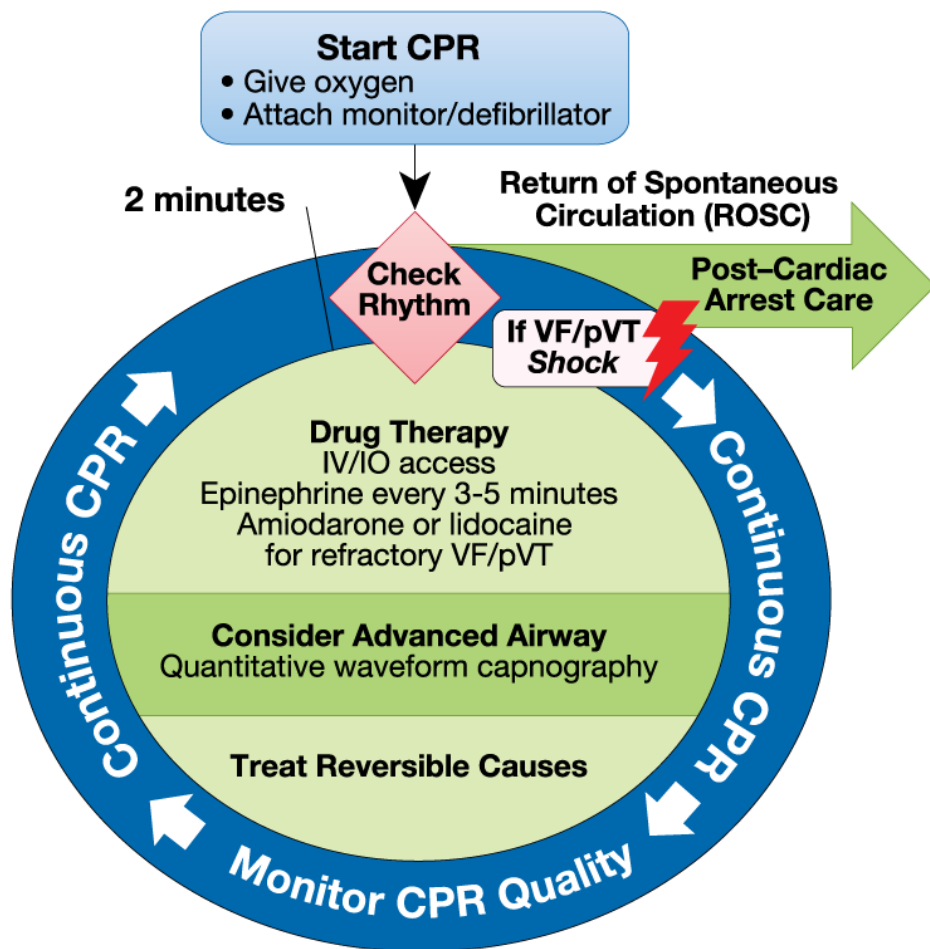 Start CPR
• Give oxygen
• Attach monitor/defibrillator
2 minutes
Return of Spontaneous
Circulation (ROSC)
Post–Cardiac
Arrest Care
Check
Rhythm
If VF/pVT
Shock
Drug Therapy
IV/IO access
Epinephrine every 3-5 minutes
Amiodarone or lidocaine
for refractory VF/pVT
Consider Advanced Airway
Quantitative waveform capnography
Treat Reversible Causes
Continuous CPR
Monitor CPR Quality
Continuous CPR